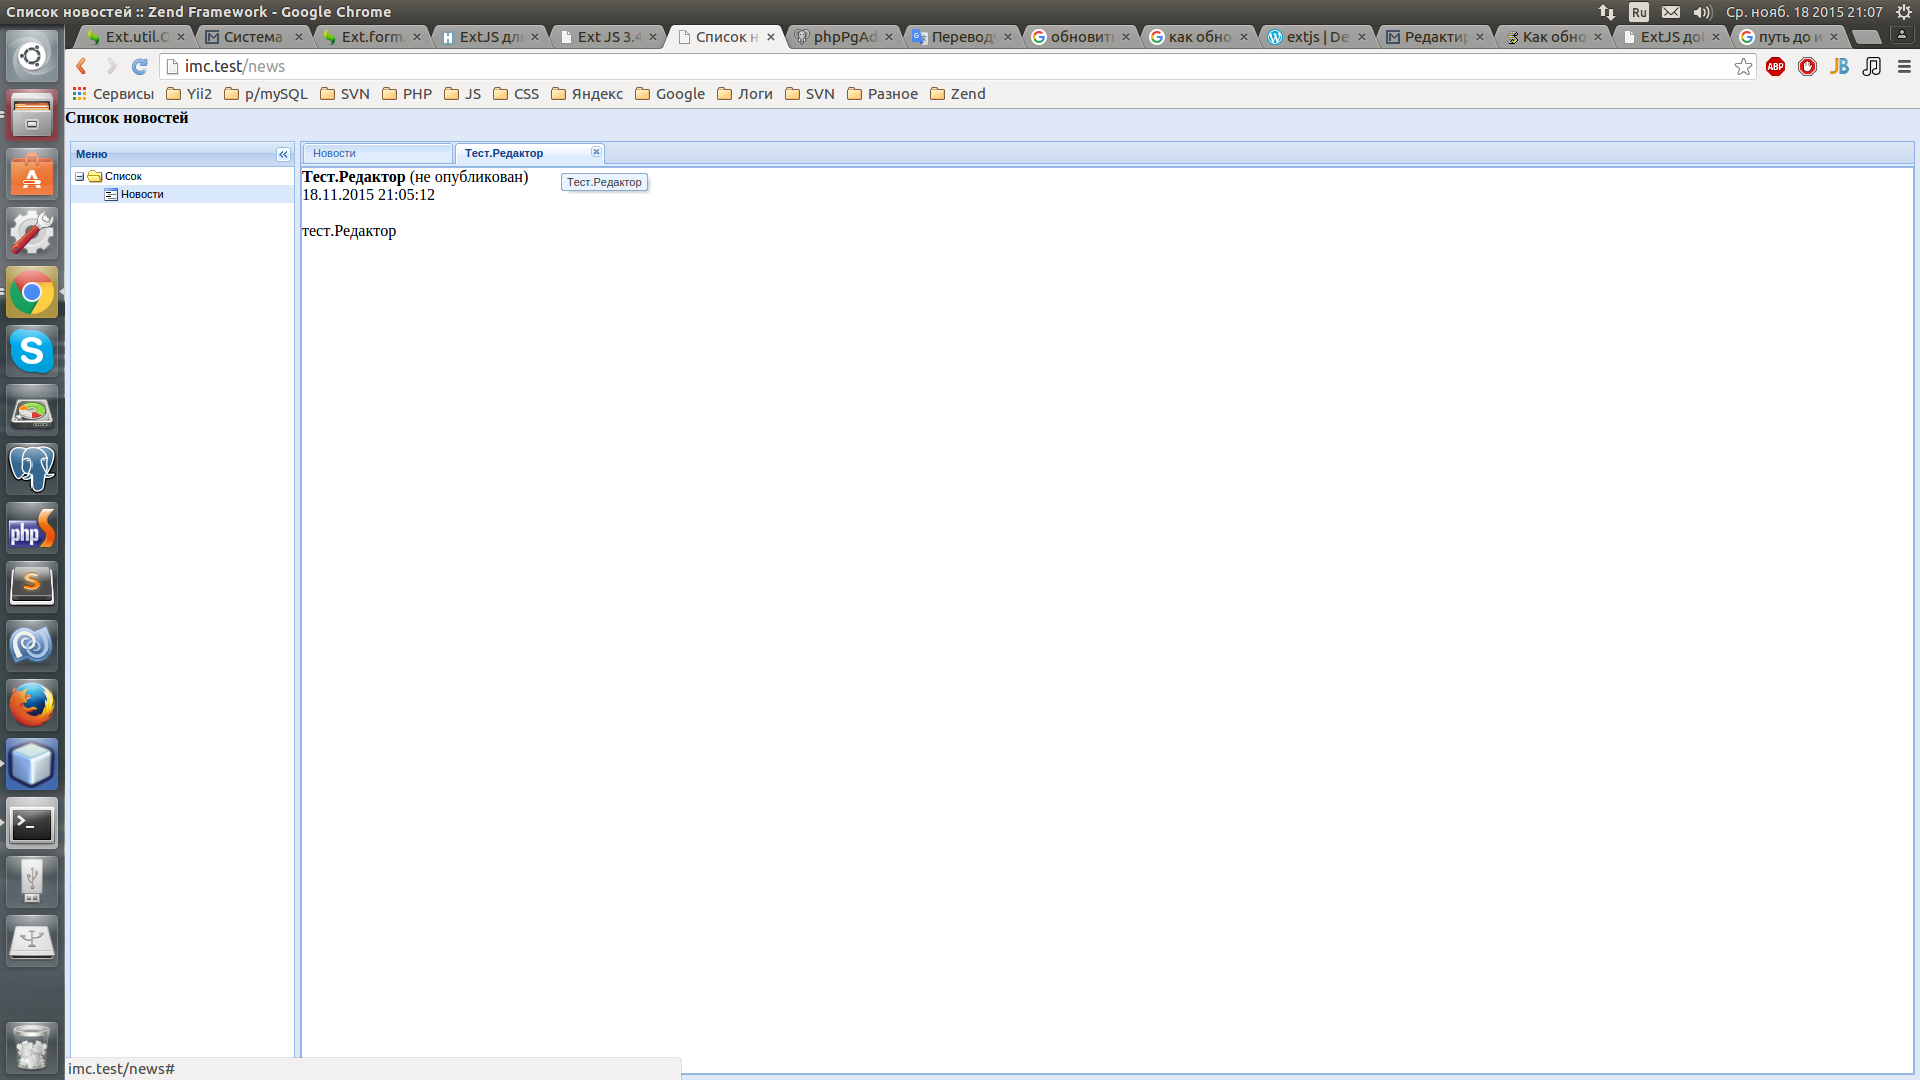 Список новостей :: Zend Framework - Google Chrome
Ru
Ср. нояб. 18 2015 21:07
Ext.util.C
Система
Ext.form.
ExtJS дл
Ext JS 3.4
Список н
phpPgAd
Перевод
обновит
как обно
extjs | De
Редактир
Как обно
ExtJS до
путь до и
imc.test/news
ABP
JB
Сервисы
Yii2
p/mySQL
SVN
PHP
JS
CSS
Яндекс
Google
Логи
SVN
Разное
Zend
Список новостей
Меню
Список
Новости
Новости
Тест.Редактор
Тест.Редактор (не опубликован)
Тест.Редактор
18.11.2015 21:05:12
тест.Редактор
php
imc.test/news#